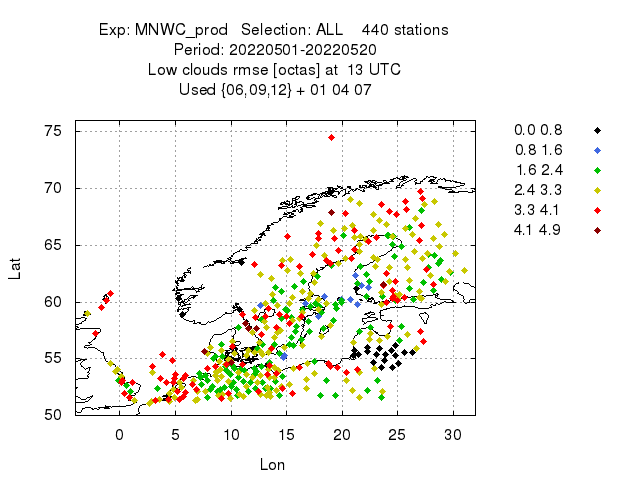 Exp: MNWC_prod   Selection: ALL    440 stations
Period: 20220501-20220520
Low clouds rmse [octas] at  13 UTC
Used {06,09,12} + 01 04 07
0.0 0.8
0.8 1.6
1.6 2.4
2.4 3.3
3.3 4.1
4.1 4.9
75
70
65
60
55
50
Lat
0 5 10 15 20 25 30
Lon